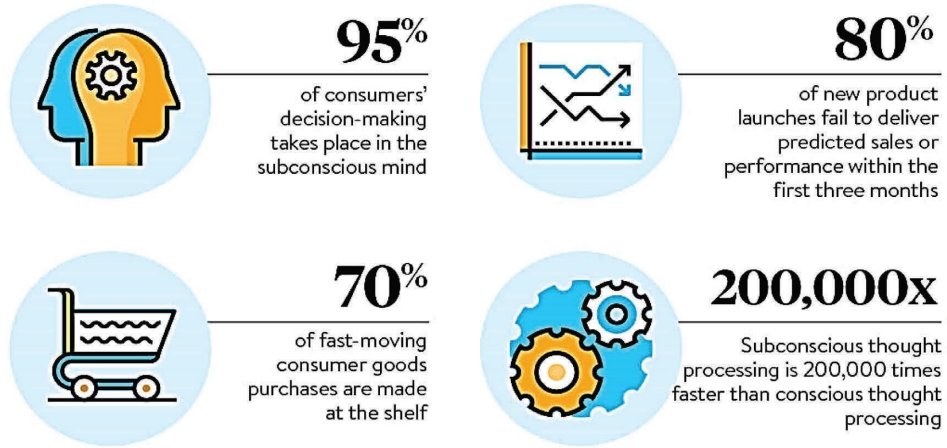 95%
of consumers'
decision-making
takes place in the
subconscious mind
80%
of new product
launches fail to deliver
predicted sales or
performance within the
first three months
70%
of fast-moving
consumer goods
purchases are made
at the shelf
200,000x
Subconscious thought
processing is 200,000 times
faster than conscious thought
processing